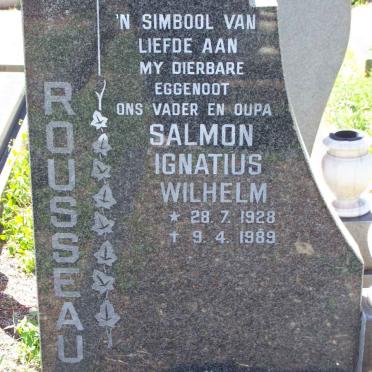 'N SIMBOOL VAN
LIEFDE AAN
MY DIERBARE
EGGENOOT
ONS VADER EN OUPA
SALMON
IGNATIUS
WILHELM
* 28. 7. 1928
✝ 9. 4. 1989
ROUSSEAU